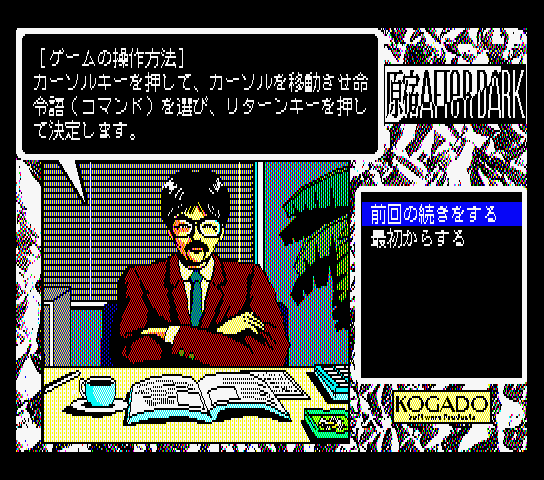 [ゲームの操作方法]
カーソルキーを押して、カーソルを移動させ命
令語(コマンド)を選び、リターンキーを押し
て決定します。
原宿AFTER DARK
前回の続きをする
最初からする
KOGADO
Software Products